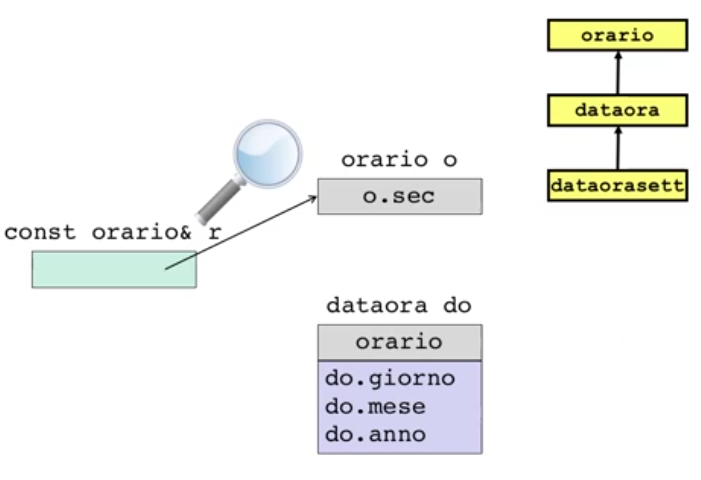 orario
dataora
dataorasett
orario o
o.sec
const orario& r
dataora do
orario
do.giorno
do.mese
do.anno